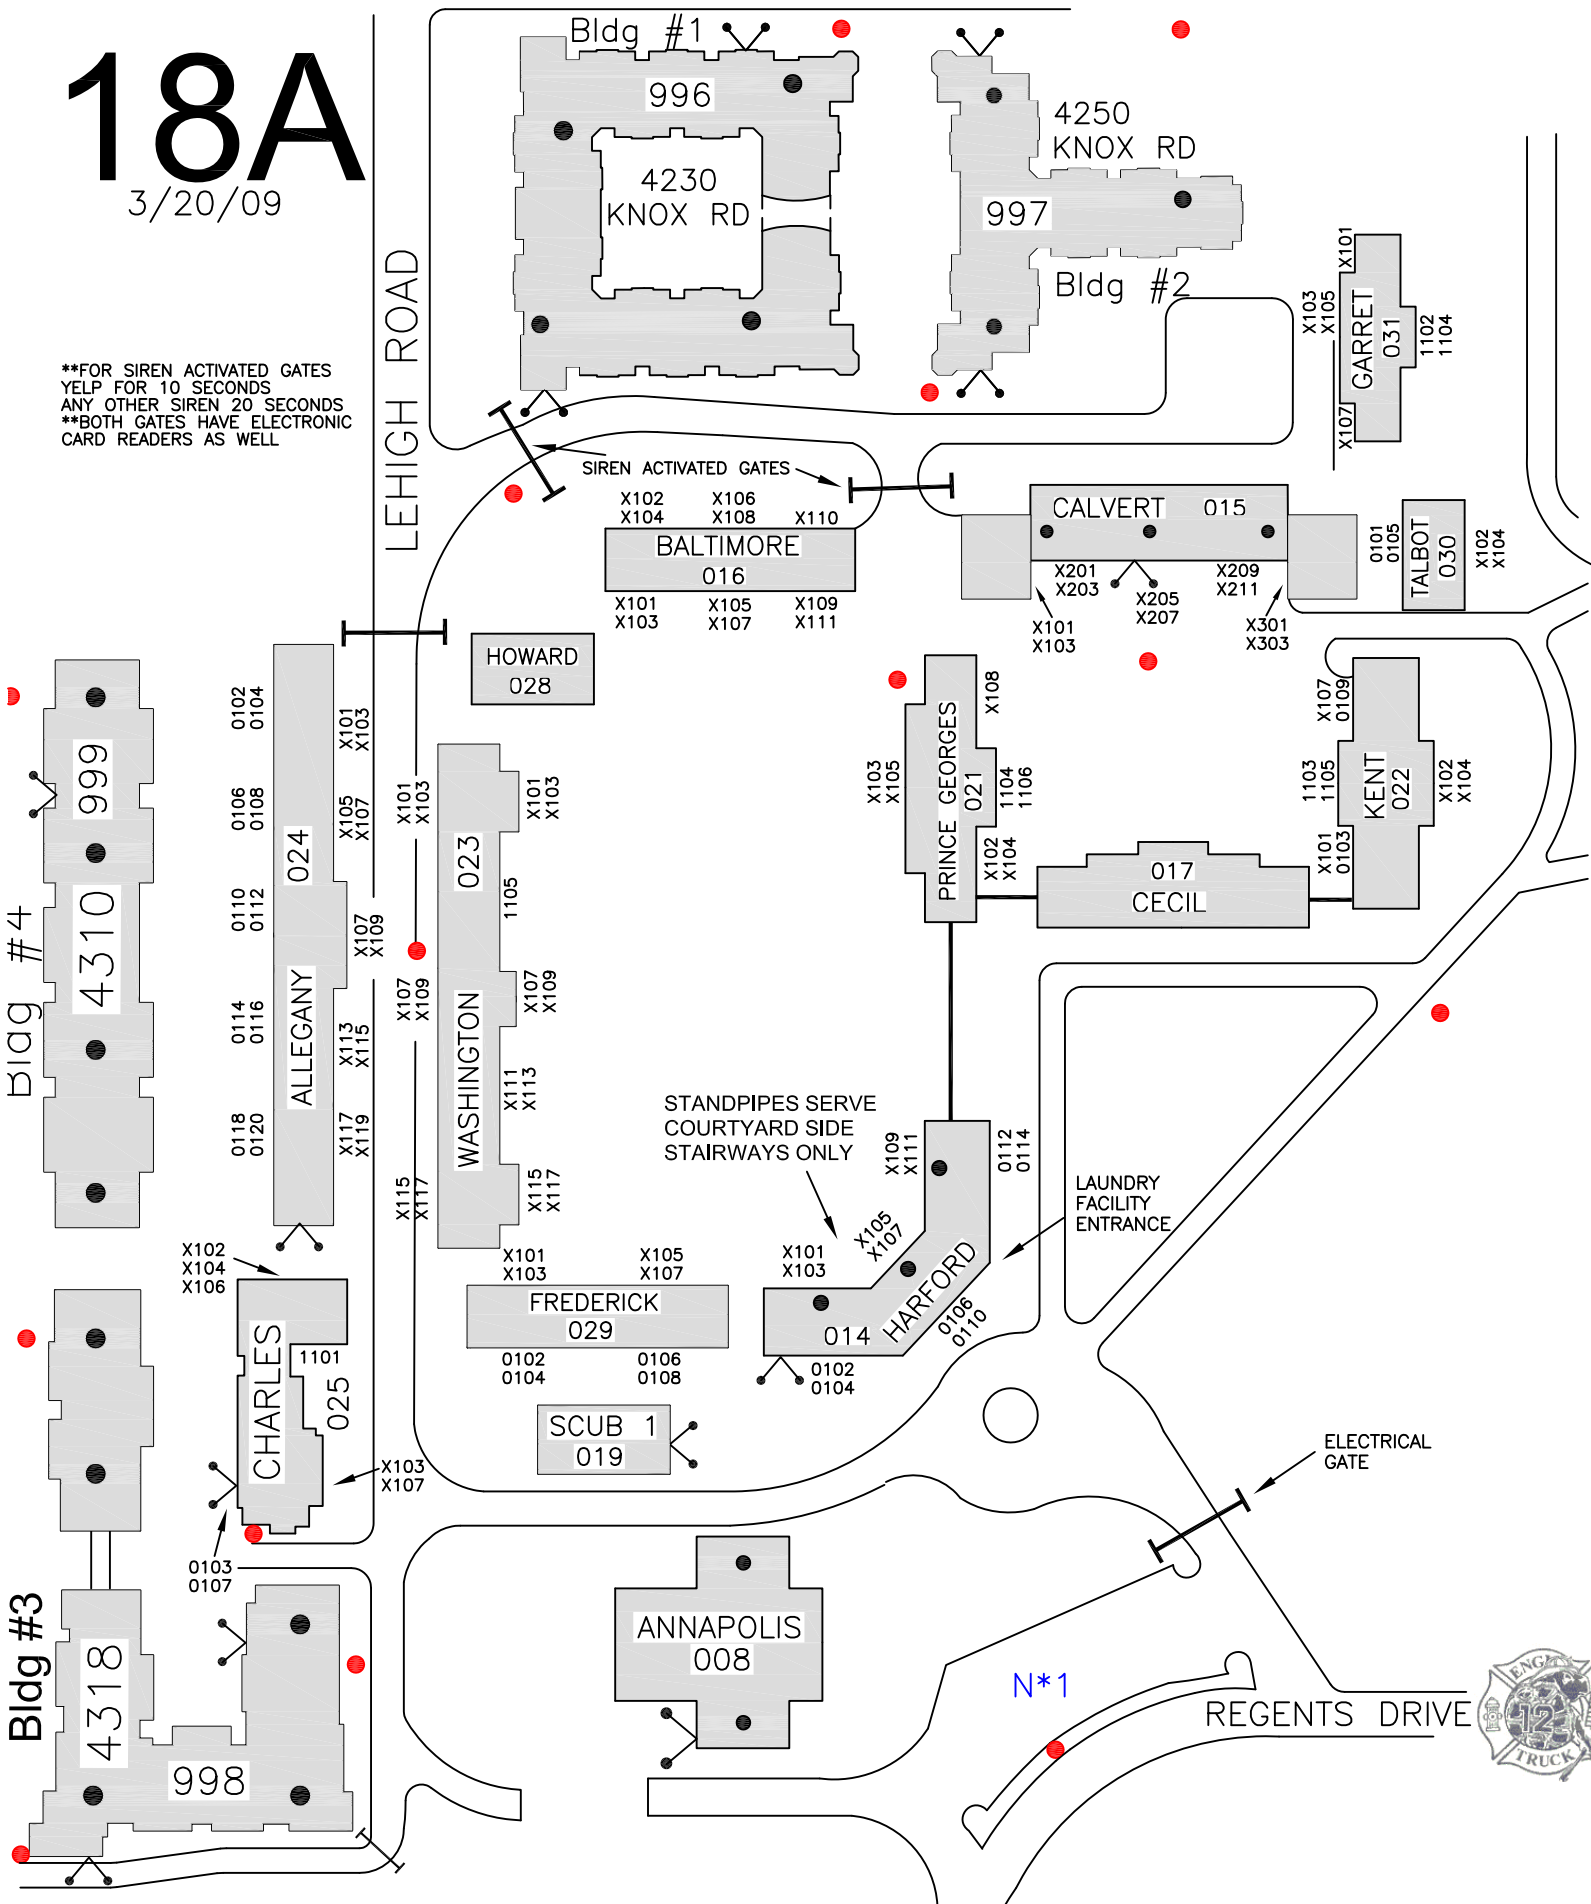 18A
3/20/09
Bldg #1
996
4230
KNOX RD
4250
KNOX RD
997
Bldg #2
LEHIGH ROAD
**FOR SIREN ACTIVATED GATES
YELP FOR 10 SECONDS
ANY OTHER SIREN 20 SECONDS
**BOTH GATES HAVE ELECTRONIC
CARD READERS AS WELL
SIREN ACTIVATED GATES
X101
X103
X105
GARRET
031
1102
1104
X107
X102
X104
X106
X108
X110
BALTIMORE
016
X101
X103
X105
X107
X109
X111
CALVERT 015
X201
X203
X205
X207
X209
X211
X101
X103
X301
X303
0101
0105
TALBOT
030
X102
X104
HOWARD
028
999
4310
Bldg #4
0102
0104
0106
0108
0110
0112
0114
0116
0118
0120
024
ALLEGANY
X101
X103
X105
X107
X107
X109
X113
X115
X117
X119
X101
X103
X107
X109
X115
X117
023
WASHINGTON
X101
X103
1105
X107
X109
X111
X113
X115
X117
X108
X103
X105
PRINCE GEORGES
021
1104
1106
X102
X104
017
CECIL
X107
0109
1103
1105
KENT
022
X102
X104
X101
0103
STANDPIPES SERVE
COURTYARD SIDE
STAIRWAYS ONLY
X109
X111
0112
0114
X105
X107
X101
X103
014
HARFORD
0106
0110
0102
0104
LAUNDRY
FACILITY
ENTRANCE
X102
X104
X106
1101
CHARLES
025
X103
X107
0103
0107
X101
X103
X105
X107
FREDERICK
029
0102
0104
0106
0108
SCUB 1
019
ELECTRICAL
GATE
Bldg #3
4318
998
ANNAPOLIS
008
N*1
REGENTS DRIVE
ENGINE
12
TRUCK